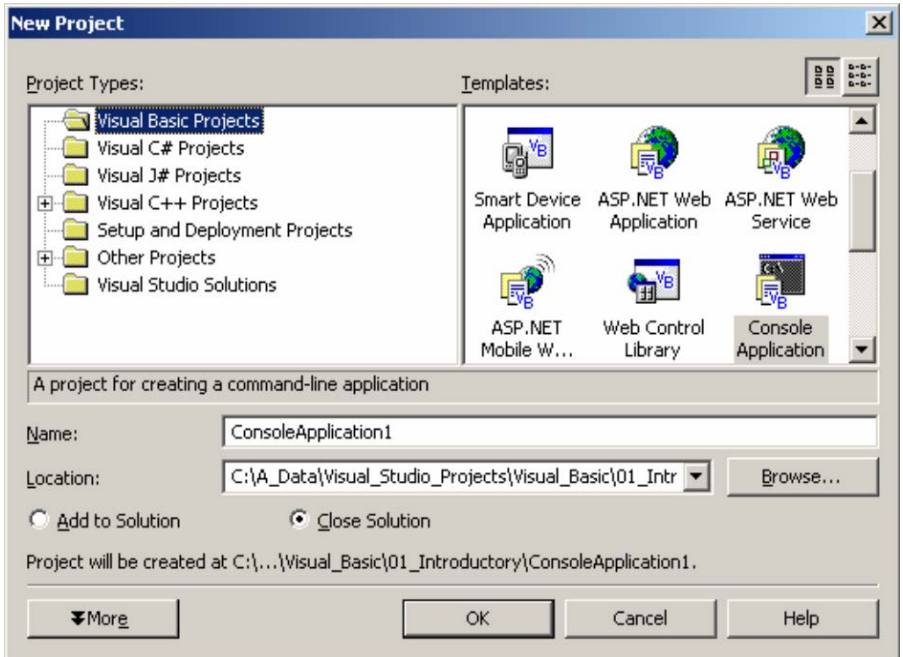 New Project
Project Types:
Templates:
Visual Basic Projects
Visual C# Projects
Visual J# Projects
Visual C++ Projects
Setup and Deployment Projects
Other Projects
Visual Studio Solutions
Smart Device
Application
ASP.NET Web
Application
ASP.NET Web
Service
ASP.NET
Mobile W...
Web Control
Library
Console
Application
A project for creating a command-line application
Name:
ConsoleApplication1
Location:
C:\A_Data\Visual_Studio_Projects\Visual_Basic\01_Intr
Browse...
Add to Solution
Close Solution
Project will be created at C:\...\Visual_Basic\01_Introductory\ConsoleApplication1.
More
OK
Cancel
Help